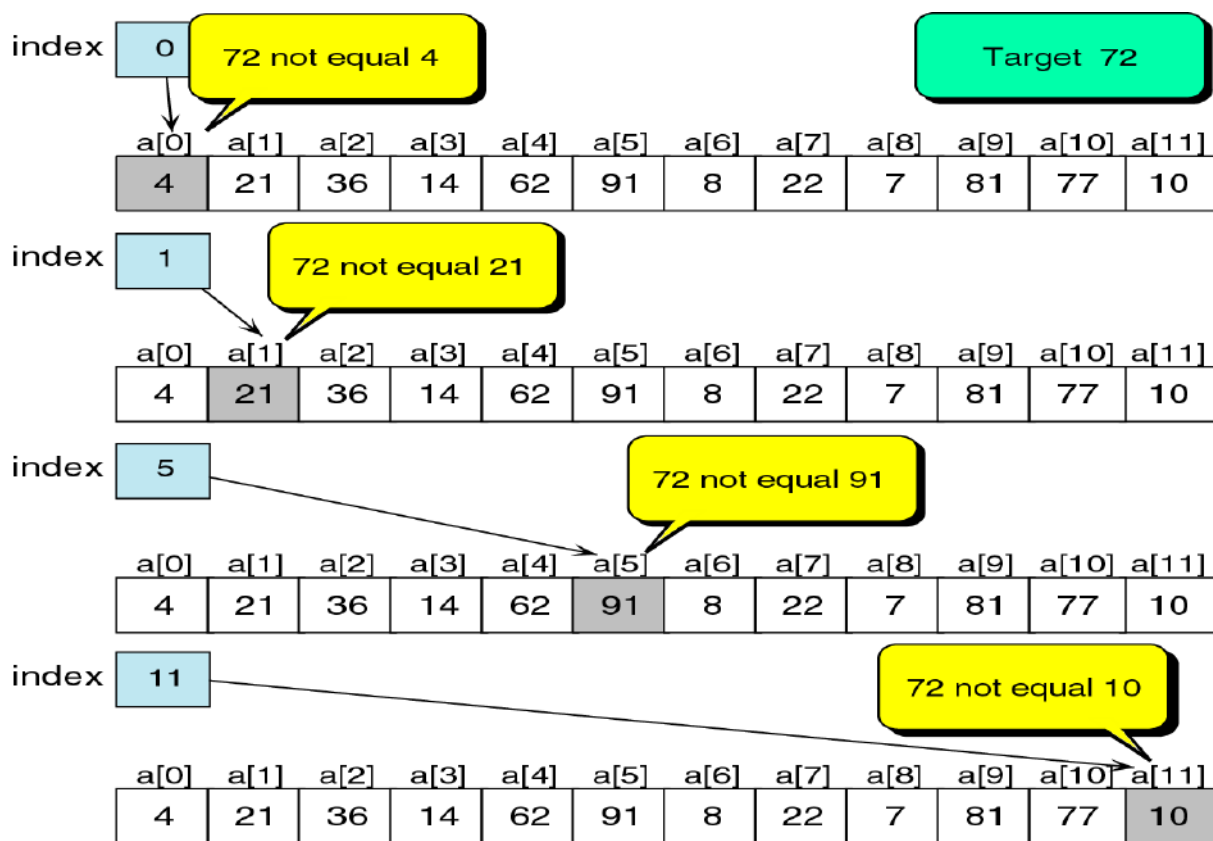 index 0 72 not equal 4 Target 72
a[0] a[1] a[2] a[3] a[4] a[5] a[6] a[7] a[8] a[9] a[10] a[11]
4 21 36 14 62 91 8 22 7 81 77 10
index 1 72 not equal 21
a[0] a[1] a[2] a[3] a[4] a[5] a[6] a[7] a[8] a[9] a[10] a[11]
4 21 36 14 62 91 8 22 7 81 77 10
index 5 72 not equal 91
a[0] a[1] a[2] a[3] a[4] a[5] a[6] a[7] a[8] a[9] a[10] a[11]
4 21 36 14 62 91 8 22 7 81 77 10
index 11 72 not equal 10
a[0] a[1] a[2] a[3] a[4] a[5] a[6] a[7] a[8] a[9] a[10] a[11]
4 21 36 14 62 91 8 22 7 81 77 10